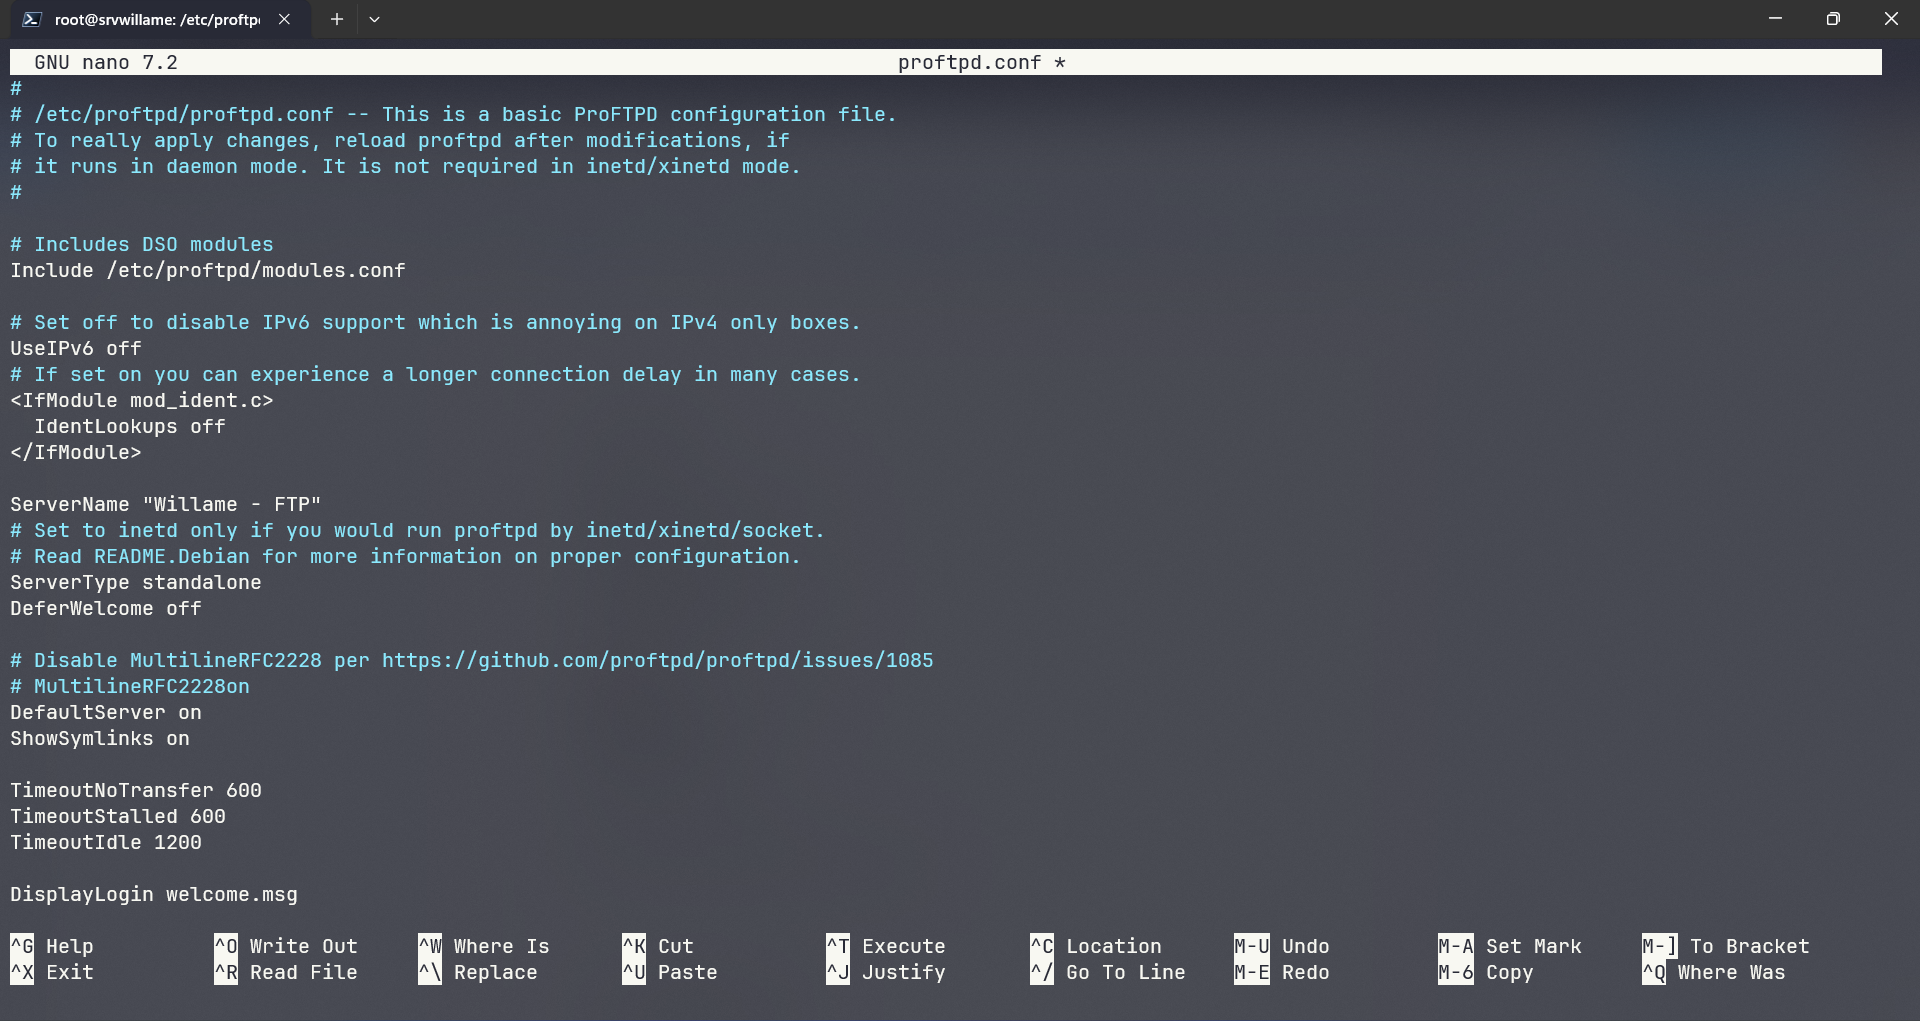 root@srvwillame: /etc/proftp
GNU nano 7.2 proftpd.conf *
#
# /etc/proftpd/proftpd.conf -- This is a basic ProFTPD configuration file.
# To really apply changes, reload proftpd after modifications, if
# it runs in daemon mode. It is not required in inetd/xinetd mode.
#
# Includes DSO modules
Include /etc/proftpd/modules.conf
# Set off to disable IPv6 support which is annoying on IPv4 only boxes.
UseIPv6 off
# If set on you can experience a longer connection delay in many cases.
<IfModule mod_ident.c>
  IdentLookups off
</IfModule>
ServerName "Willame - FTP"
# Set to inetd only if you would run proftpd by inetd/xinetd/socket.
# Read README.Debian for more information on proper configuration.
ServerType standalone
DeferWelcome off
# Disable MultilineRFC2228 per https://github.com/proftpd/proftpd/issues/1085
# MultilineRFC2228on
DefaultServer on
ShowSymlinks on
TimeoutNoTransfer 600
TimeoutStalled 600
TimeoutIdle 1200
DisplayLogin welcome.msg
^G Help ^O Write Out ^W Where Is ^K Cut ^T Execute ^C Location M-U Undo M-A Set Mark M-] To Bracket
^X Exit ^R Read File ^\ Replace ^U Paste ^J Justify ^/ Go To Line M-E Redo M-6 Copy ^Q Where Was